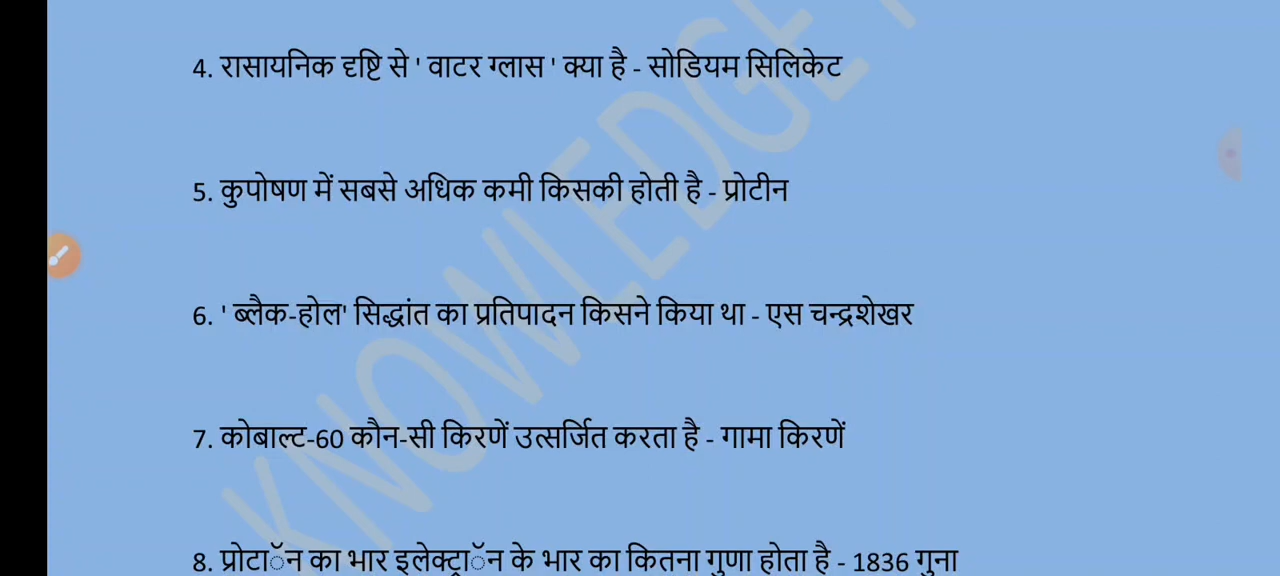 4. रासायनिक दृष्टि से ' वाटर ग्लास ' क्या है - सोडियम सिलिकेट
5. कुपोषण में सबसे अधिक कमी किसकी होती है - प्रोटीन
6. ' ब्लैक-होल' सिद्धांत का प्रतिपादन किसने किया था - एस चन्द्रशेखर
7. कोबाल्ट-60 कौन-सी किरणें उत्सर्जित करता है - गामा किरणें
8. प्रोटाॅन का भार इलेक्ट्राॅन के भार का कितना गुणा होता है - 1836 गुना
KNOWLEDGE